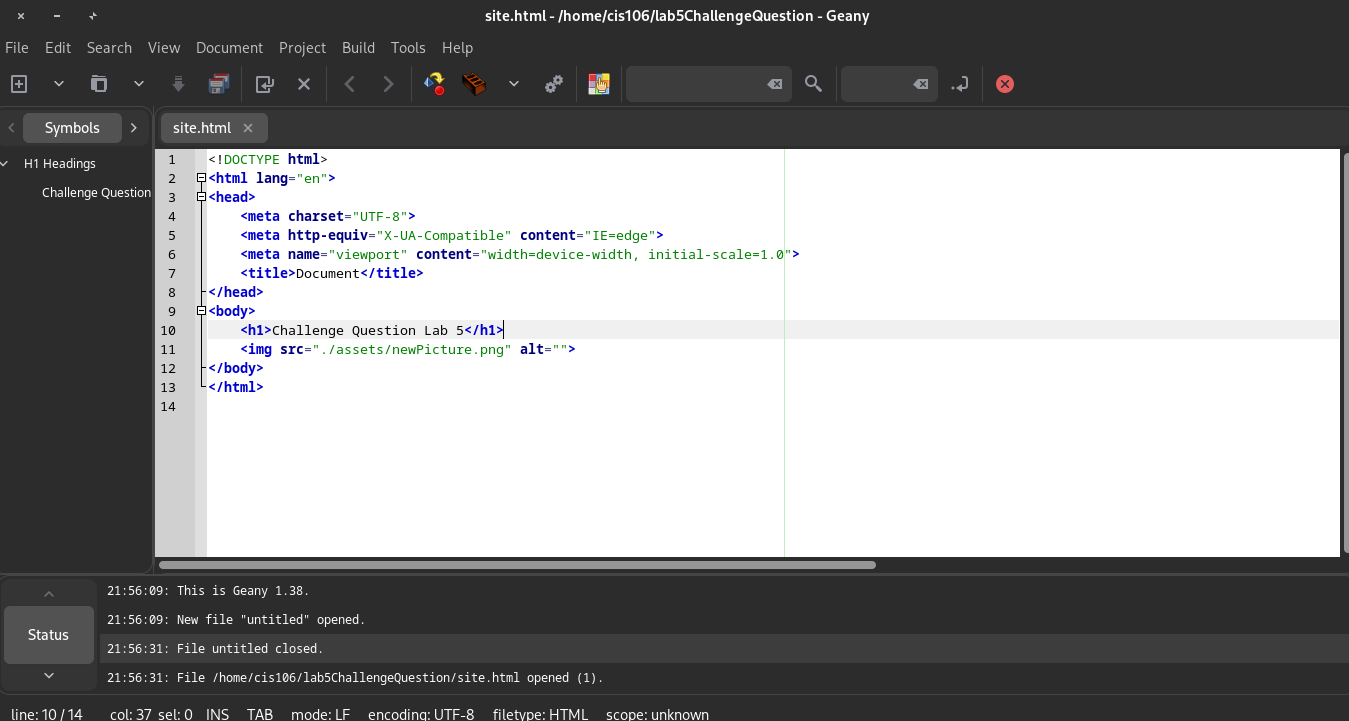 site.html - /home/cis106/lab5ChallengeQuestion - Geany
File Edit Search View Document Project Build Tools Help
Symbols
site.html
H1 Headings
Challenge Question
1 <!DOCTYPE html>
2 <html lang="en">
3 <head>
4     <meta charset="UTF-8">
5     <meta http-equiv="X-UA-Compatible" content="IE=edge">
6     <meta name="viewport" content="width=device-width, initial-scale=1.0">
7     <title>Document</title>
8 </head>
9 <body>
10     <h1>Challenge Question Lab 5</h1>
11     <img src="./assets/newPicture.png" alt="">
12 </body>
13 </html>
14
Status
21:56:09: This is Geany 1.38.
21:56:09: New file "untitled" opened.
21:56:31: File untitled closed.
21:56:31: File /home/cis106/lab5ChallengeQuestion/site.html opened (1).
line: 10 / 14 col: 37 sel: 0 INS TAB mode: LF encoding: UTF-8 filetype: HTML scope: unknown